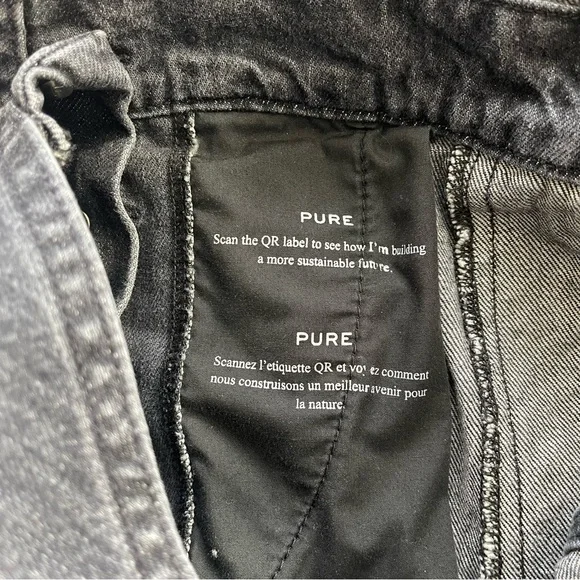 PURE
Scan the QR label to see how I'm building
a more sustainable future.
PURE
Scannez l'etiquette QR et voyez comment
nous construisons un meilleur avenir pour
la nature.